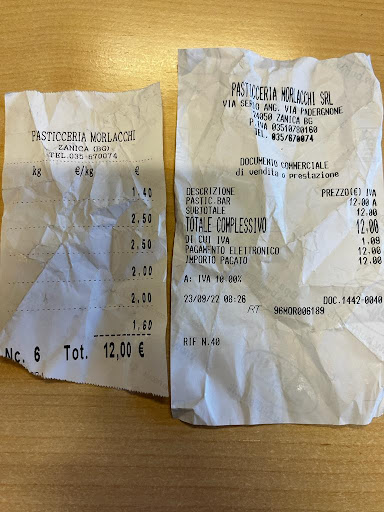 PASTICCERIA MORLACCHI
ZANICA (BG)
TEL.035-670074
kg €/kg €
1,40
2,50
2,50
2,00
2,00
1,60
Nc. 6 Tot. 12,00 €
PASTICCERIA MORLACCHI SRL
VIA SERIO ANG. VIA PADERGNONE
24050 ZANICA BG
P.IVA 03510780160
TEL. 035/670074
DOCUMENTO COMMERCIALE
di vendita o prestazione
DESCRIZIONE PREZZO(€) IVA
PASTIC.BAR 12.00 A
SUBTOTALE 12.00
TOTALE COMPLESSIVO 12,00
DI CUI IVA 1.09
PAGAMENTO ELETTRONICO 12.00
IMPORTO PAGATO 12.00
A: IVA 10.00%
23/09/22 08:26 DOC.1442-0040
RT 96MOR006189
RIF N.40